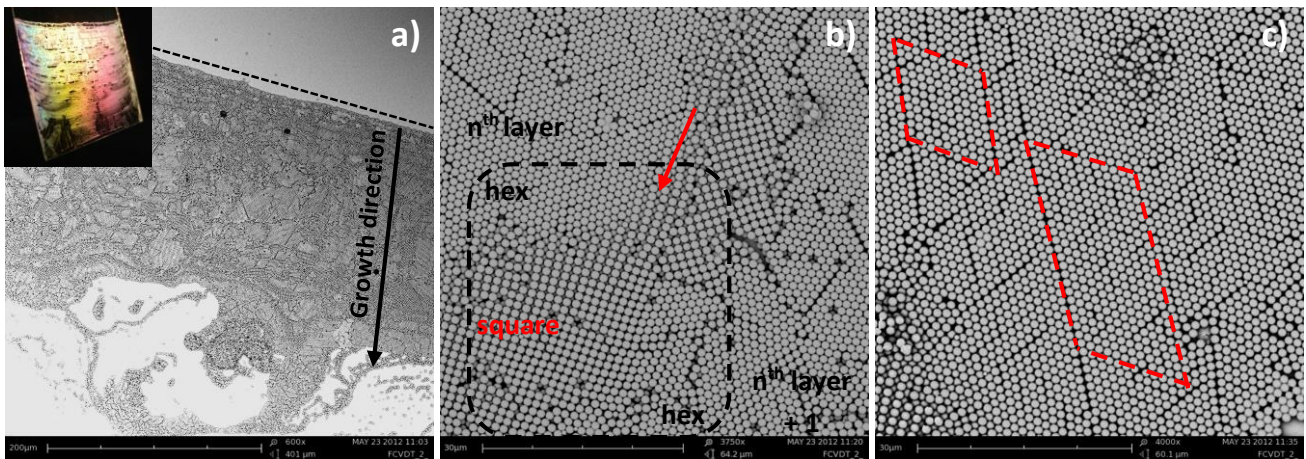 a)
Growth direction
200µm
600x
401 µm
MAY 23 2012 11:03
FCVDT_2_
b)
nth layer
hex
square
nth layer
+ 1
hex
30µm
3750x
64.2 µm
MAY 23 2012 11:20
FCVDT_2_
c)
30µm
4000x
60.1 µm
MAY 23 2012 11:35
FCVDT_2_